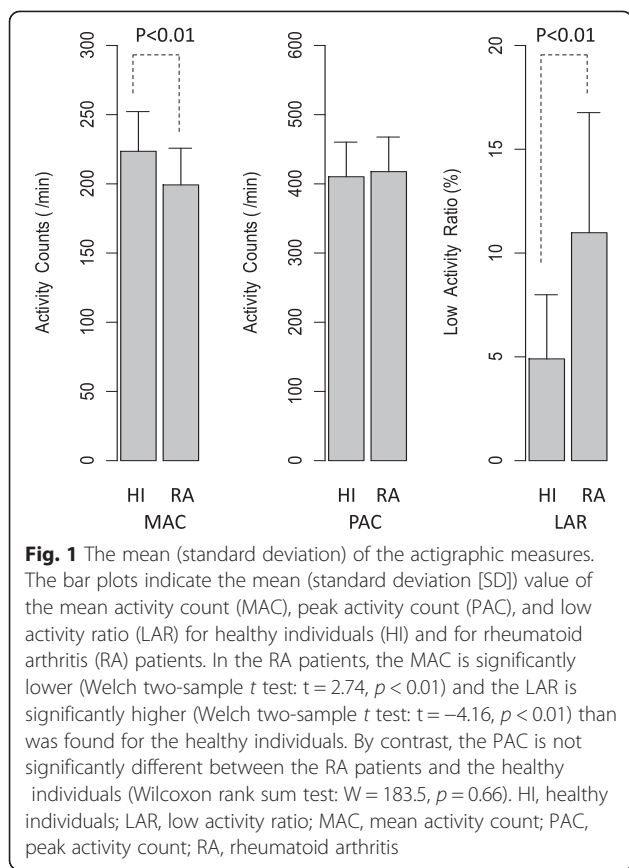 P<0.01
P<0.01
Activity Counts ( /min)
0 50 100 150 200 250 300
HI RA
MAC
Activity Counts ( /min)
0 100 200 300 400 500 600
HI RA
PAC
Low Activity Ratio (%)
0 5 10 15 20
HI RA
LAR
Fig. 1 The mean (standard deviation) of the actigraphic measures.
The bar plots indicate the mean (standard deviation [SD]) value of
the mean activity count (MAC), peak activity count (PAC), and low
activity ratio (LAR) for healthy individuals (HI) and for rheumatoid
arthritis (RA) patients. In the RA patients, the MAC is significantly
lower (Welch two-sample t test: t = 2.74, p < 0.01) and the LAR is
significantly higher (Welch two-sample t test: t = −4.16, p < 0.01) than
was found for the healthy individuals. By contrast, the PAC is not
significantly different between the RA patients and the healthy
individuals (Wilcoxon rank sum test: W = 183.5, p = 0.66). HI, healthy
individuals; LAR, low activity ratio; MAC, mean activity count; PAC,
peak activity count; RA, rheumatoid arthritis